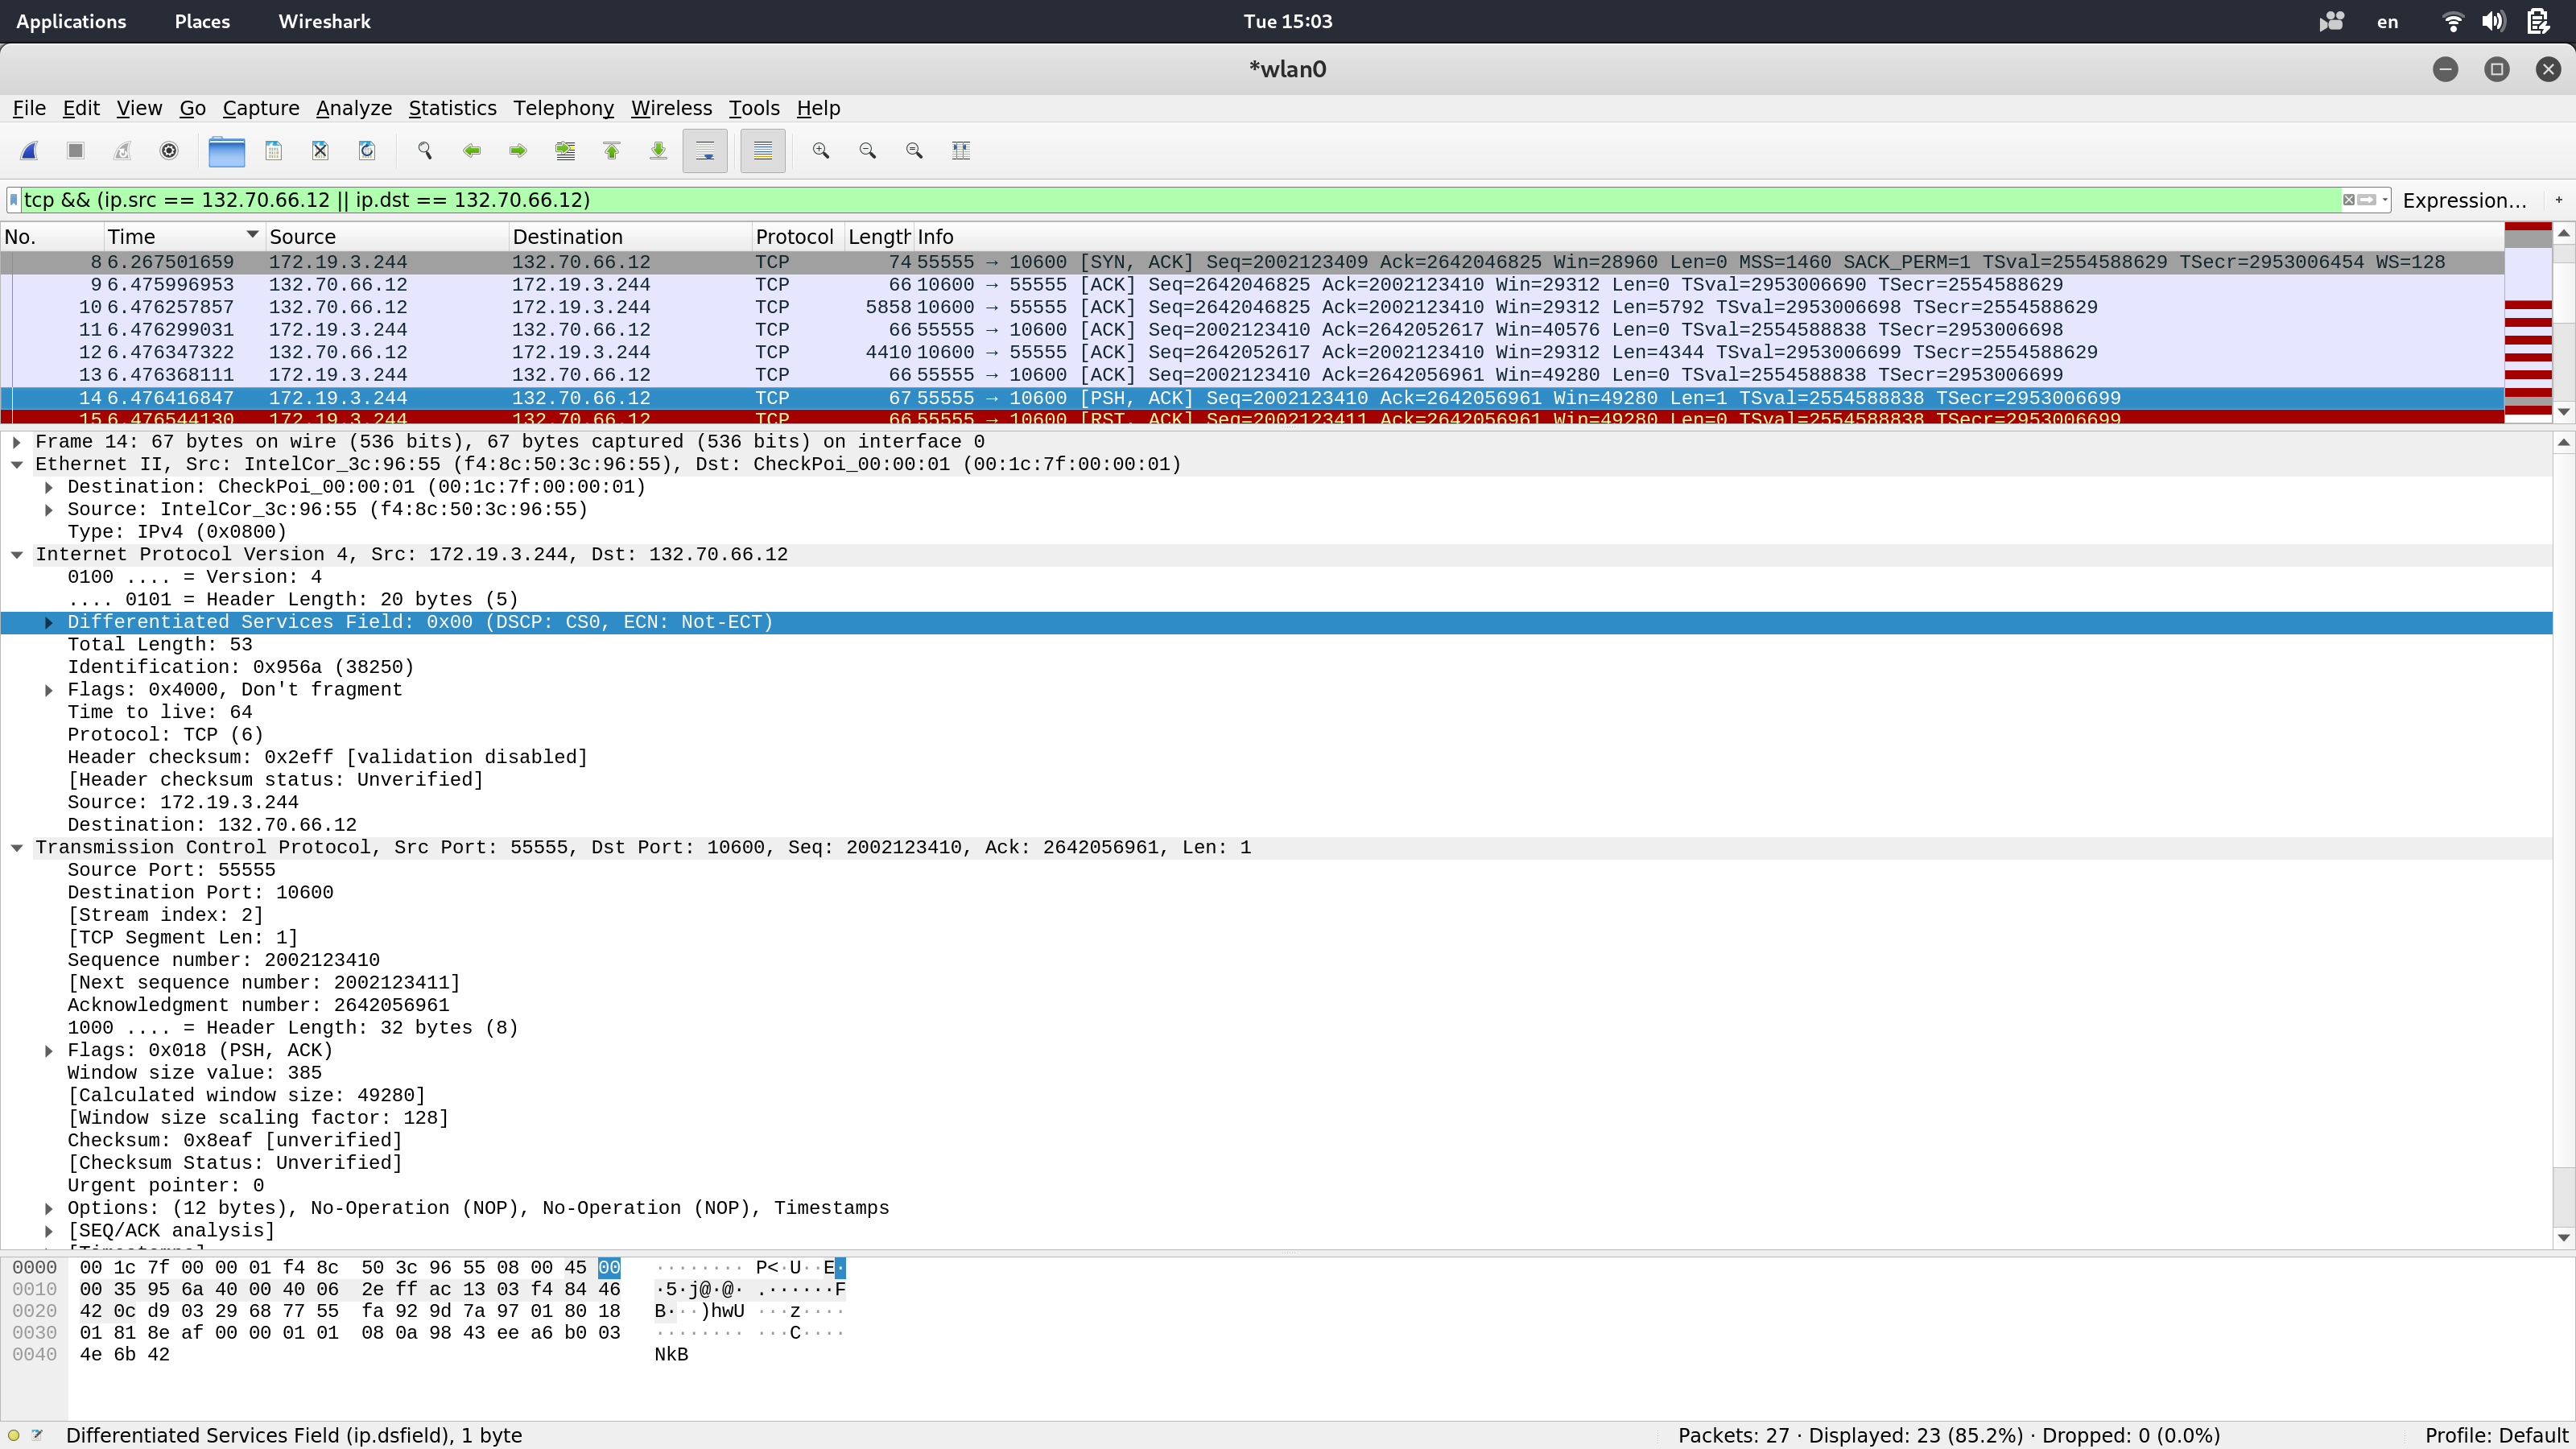 Applications Places Wireshark Tue 15:03 en
*wlan0
File Edit View Go Capture Analyze Statistics Telephony Wireless Tools Help
tcp && (ip.src == 132.70.66.12 || ip.dst == 132.70.66.12) Expression… +
No. Time Source Destination Protocol Length Info
8 6.267501659 172.19.3.244 132.70.66.12 TCP 74 55555 → 10600 [SYN, ACK] Seq=2002123409 Ack=2642046825 Win=28960 Len=0 MSS=1460 SACK_PERM=1 TSval=2554588629 TSecr=2953006454 WS=128
9 6.475996953 132.70.66.12 172.19.3.244 TCP 66 10600 → 55555 [ACK] Seq=2642046825 Ack=2002123410 Win=29312 Len=0 TSval=2953006690 TSecr=2554588629
10 6.476257857 132.70.66.12 172.19.3.244 TCP 5858 10600 → 55555 [ACK] Seq=2642046825 Ack=2002123410 Win=29312 Len=5792 TSval=2953006698 TSecr=2554588629
11 6.476299031 172.19.3.244 132.70.66.12 TCP 66 55555 → 10600 [ACK] Seq=2002123410 Ack=2642052617 Win=40576 Len=0 TSval=2554588838 TSecr=2953006698
12 6.476347322 132.70.66.12 172.19.3.244 TCP 4410 10600 → 55555 [ACK] Seq=2642052617 Ack=2002123410 Win=29312 Len=4344 TSval=2953006699 TSecr=2554588629
13 6.476368111 172.19.3.244 132.70.66.12 TCP 66 55555 → 10600 [ACK] Seq=2002123410 Ack=2642056961 Win=49280 Len=0 TSval=2554588838 TSecr=2953006699
14 6.476416847 172.19.3.244 132.70.66.12 TCP 67 55555 → 10600 [PSH, ACK] Seq=2002123410 Ack=2642056961 Win=49280 Len=1 TSval=2554588838 TSecr=2953006699
15 6.476544130 172.19.3.244 132.70.66.12 TCP 66 55555 → 10600 [RST, ACK] Seq=2002123411 Ack=2642056961 Win=49280 Len=0 TSval=2554588838 TSecr=2953006699
Frame 14: 67 bytes on wire (536 bits), 67 bytes captured (536 bits) on interface 0
Ethernet II, Src: IntelCor_3c:96:55 (f4:8c:50:3c:96:55), Dst: CheckPoi_00:00:01 (00:1c:7f:00:00:01)
Destination: CheckPoi_00:00:01 (00:1c:7f:00:00:01)
Source: IntelCor_3c:96:55 (f4:8c:50:3c:96:55)
Type: IPv4 (0x0800)
Internet Protocol Version 4, Src: 172.19.3.244, Dst: 132.70.66.12
0100 .... = Version: 4
.... 0101 = Header Length: 20 bytes (5)
Differentiated Services Field: 0x00 (DSCP: CS0, ECN: Not-ECT)
Total Length: 53
Identification: 0x956a (38250)
Flags: 0x4000, Don't fragment
Time to live: 64
Protocol: TCP (6)
Header checksum: 0x2eff [validation disabled]
[Header checksum status: Unverified]
Source: 172.19.3.244
Destination: 132.70.66.12
Transmission Control Protocol, Src Port: 55555, Dst Port: 10600, Seq: 2002123410, Ack: 2642056961, Len: 1
Source Port: 55555
Destination Port: 10600
[Stream index: 2]
[TCP Segment Len: 1]
Sequence number: 2002123410
[Next sequence number: 2002123411]
Acknowledgment number: 2642056961
1000 .... = Header Length: 32 bytes (8)
Flags: 0x018 (PSH, ACK)
Window size value: 385
[Calculated window size: 49280]
[Window size scaling factor: 128]
Checksum: 0x8eaf [unverified]
[Checksum Status: Unverified]
Urgent pointer: 0
Options: (12 bytes), No-Operation (NOP), No-Operation (NOP), Timestamps
[SEQ/ACK analysis]
[Timestamps]
0000 00 1c 7f 00 00 01 f4 8c 50 3c 96 55 08 00 45 00 ········ P<·U··E·
0010 00 35 95 6a 40 00 40 06 2e ff ac 13 03 f4 84 46 ·5·j@·@· .······F
0020 42 0c d9 03 29 68 77 55 fa 92 9d 7a 97 01 80 18 B···)hwU ···z····
0030 01 81 8e af 00 00 01 01 08 0a 98 43 ee a6 b0 03 ········ ···C····
0040 4e 6b 42 NkB
Differentiated Services Field (ip.dsfield), 1 byte Packets: 27 · Displayed: 23 (85.2%) · Dropped: 0 (0.0%) Profile: Default